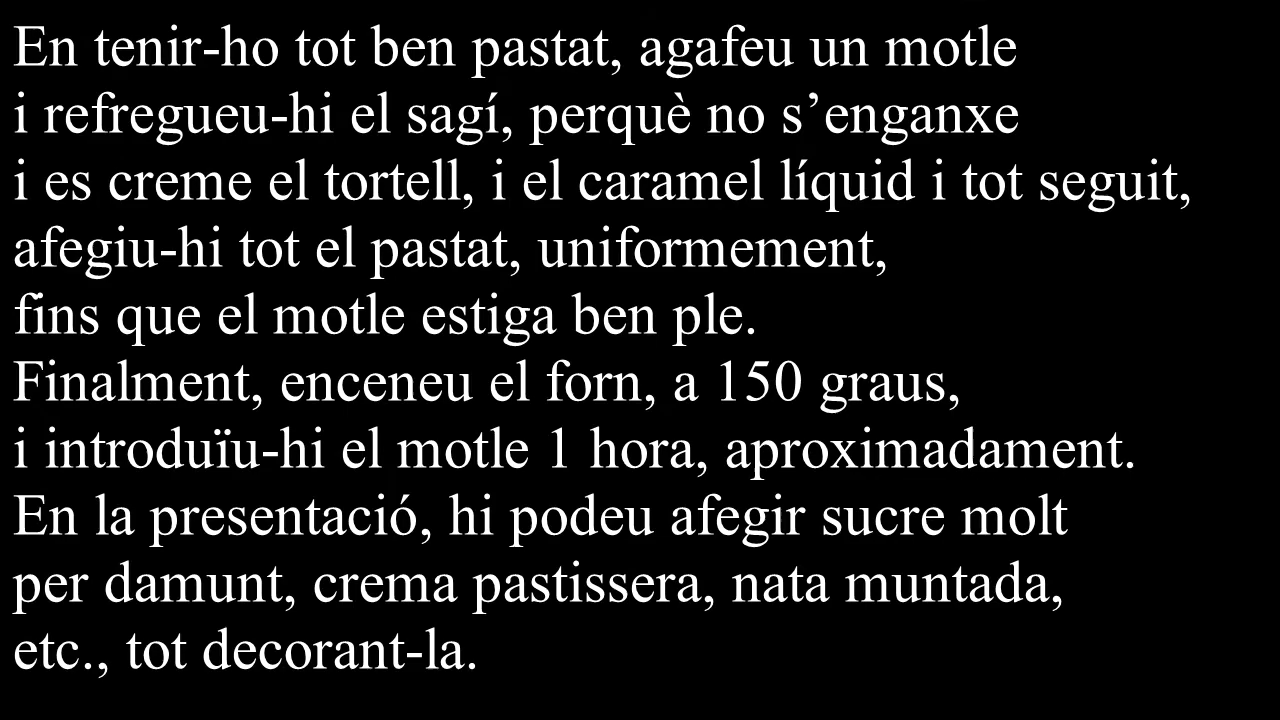 En tenir-ho tot ben pastat, agafeu un motle
i refregueu-hi el sagí, perquè no s’enganxe
i es creme el tortell, i el caramel líquid i tot seguit,
afegiu-hi tot el pastat, uniformement,
fins que el motle estiga ben ple.
Finalment, enceneu el forn, a 150 graus,
i introduïu-hi el motle 1 hora, aproximadament.
En la presentació, hi podeu afegir sucre molt
per damunt, crema pastissera, nata muntada,
etc., tot decorant-la.